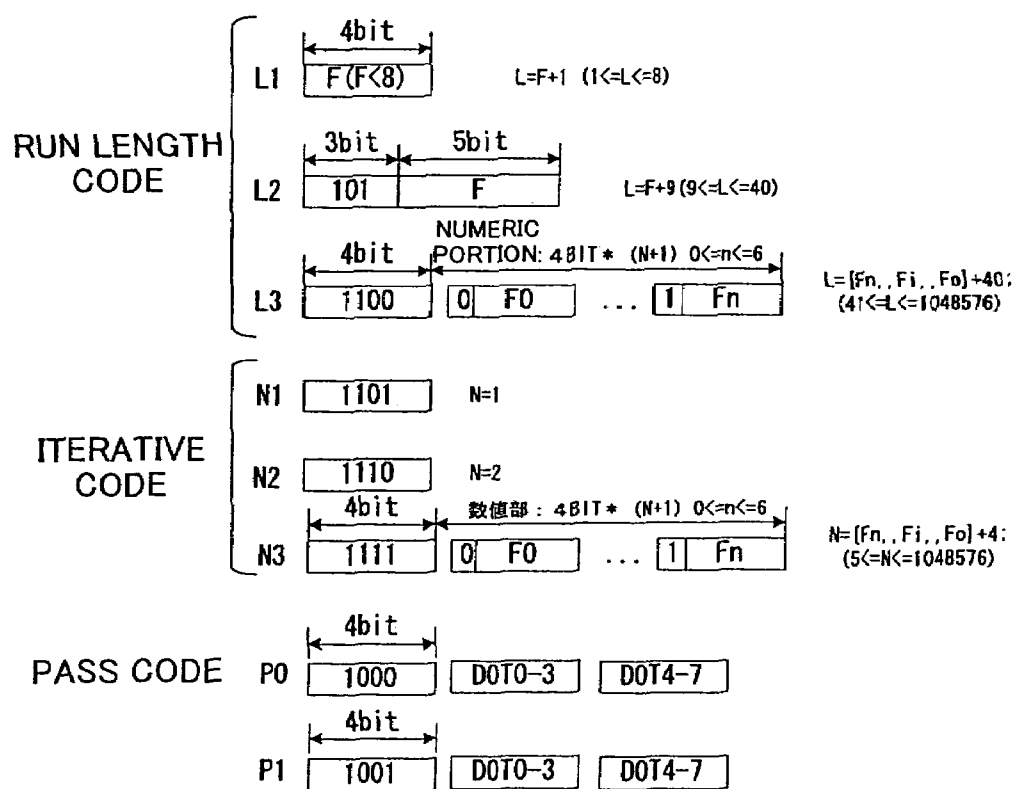 4bit
L1 F(F<8) L=F+1 (1<=L<=8)
RUN LENGTH
CODE
3bit 5bit
L2 101 F L=F+9(9<=L<=40)
NUMERIC
4bit PORTION: 4BIT* (N+1) 0<=n<=6
L3 1100 0 F0 ... 1 Fn L=[Fn,,Fi,,Fo]+40;
(41<=L<=1048576)
N1 1101 N=1
ITERATIVE
CODE
N2 1110 N=2
4bit 数値部: 4BIT* (N+1) 0<=n<=6
N3 1111 0 F0 ... 1 Fn N=[Fn,,Fi,,Fo]+4;
(5<=N<=1048576)
4bit
PASS CODE P0 1000 DOT0-3 DOT4-7
4bit
P1 1001 DOT0-3 DOT4-7